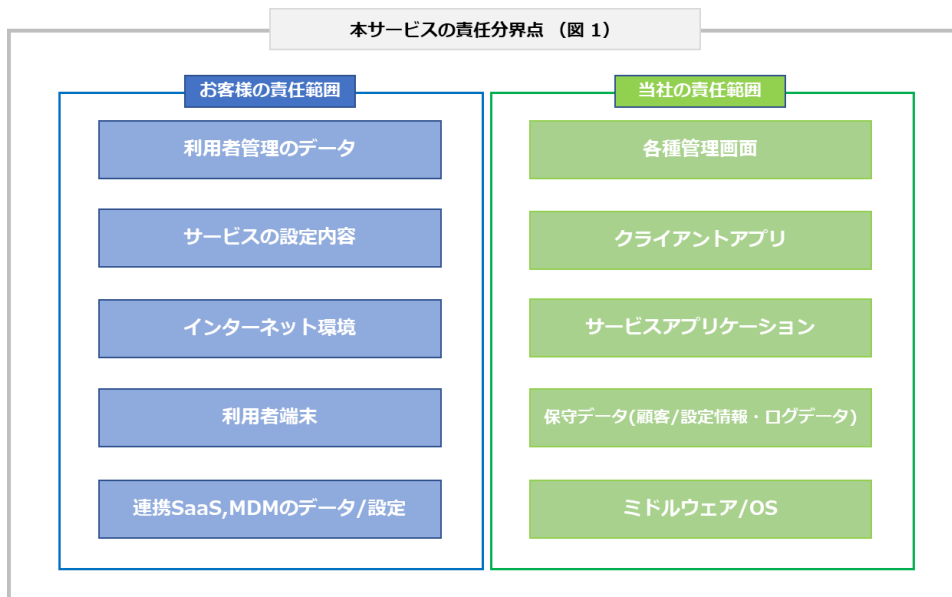 本サービスの責任分界点 （図 1）
お客様の責任範囲
利用者管理のデータ
サービスの設定内容
インターネット環境
利用者端末
連携SaaS,MDMのデータ/設定
当社の責任範囲
各種管理画面
クライアントアプリ
サービスアプリケーション
保守データ(顧客/設定情報・ログデータ)
ミドルウェア/OS